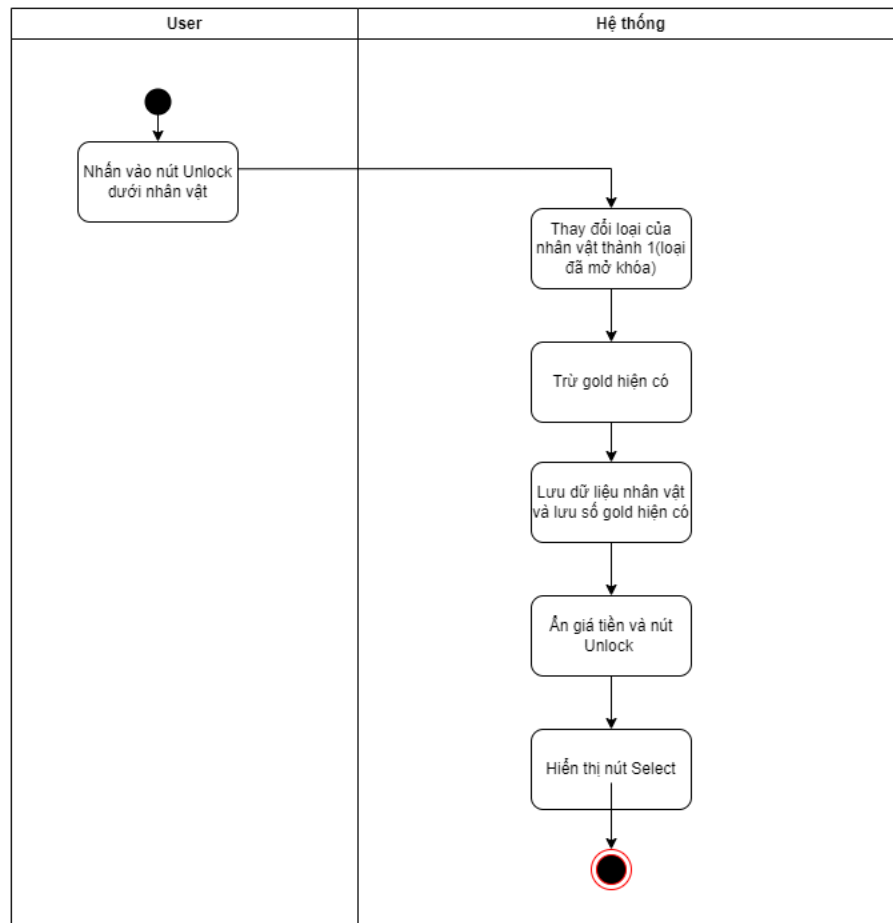 User
Hệ thống
Nhấn vào nút Unlock
dưới nhân vật
Thay đổi loại của
nhân vật thành 1(loại
đã mở khóa)
Trừ gold hiện có
Lưu dữ liệu nhân vật
và lưu số gold hiện có
Ẩn giá tiền và nút
Unlock
Hiển thị nút Select